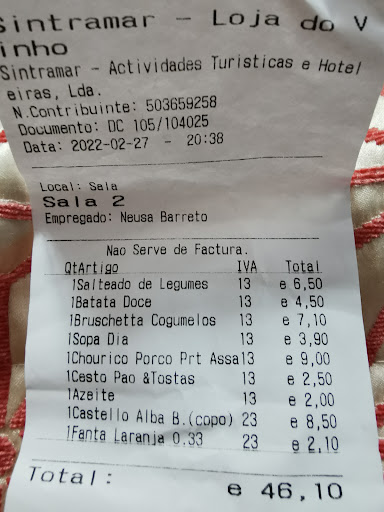 Sintramar - Loja do V
inho
Sintramar - Actividades Turisticas e Hotel
eiras, Lda.
N.Contribuinte: 503659258
Documento: DC 105/104025
Data: 2022-02-27 - 20:38
Local: Sala
Sala 2
Empregado: Neusa Barreto
Nao Serve de Factura.
QtArtigo IVA Total
1Salteado de Legumes 13 e 6,50
1Batata Doce 13 e 4,50
1Bruschetta Cogumelos 13 e 7,10
1Sopa Dia 13 e 3,90
1Chourico Porco Prt Assa13 e 9,00
1Cesto Pao &Tostas 13 e 2,50
1Azeite 13 e 2,00
1Castello Alba B.(copo) 23 e 8,50
1Fanta Laranja 0.33 23 e 2,10
Total: e 46,10